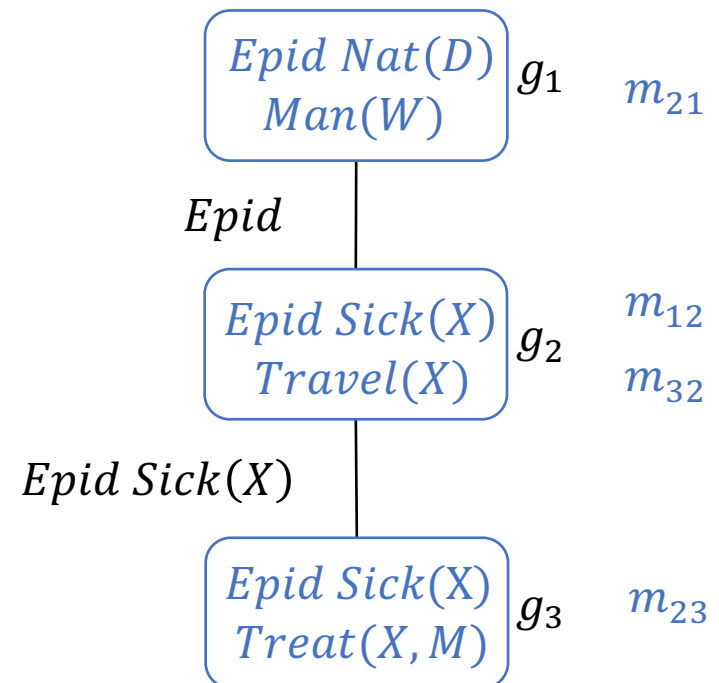 Epid Nat(D)
Man(W)
g₁
m₂₁
Epid
Epid Sick(X)
Travel(X)
g₂
m₁₂
m₃₂
Epid Sick(X)
Epid Sick(X)
Treat(X, M)
g₃
m₂₃